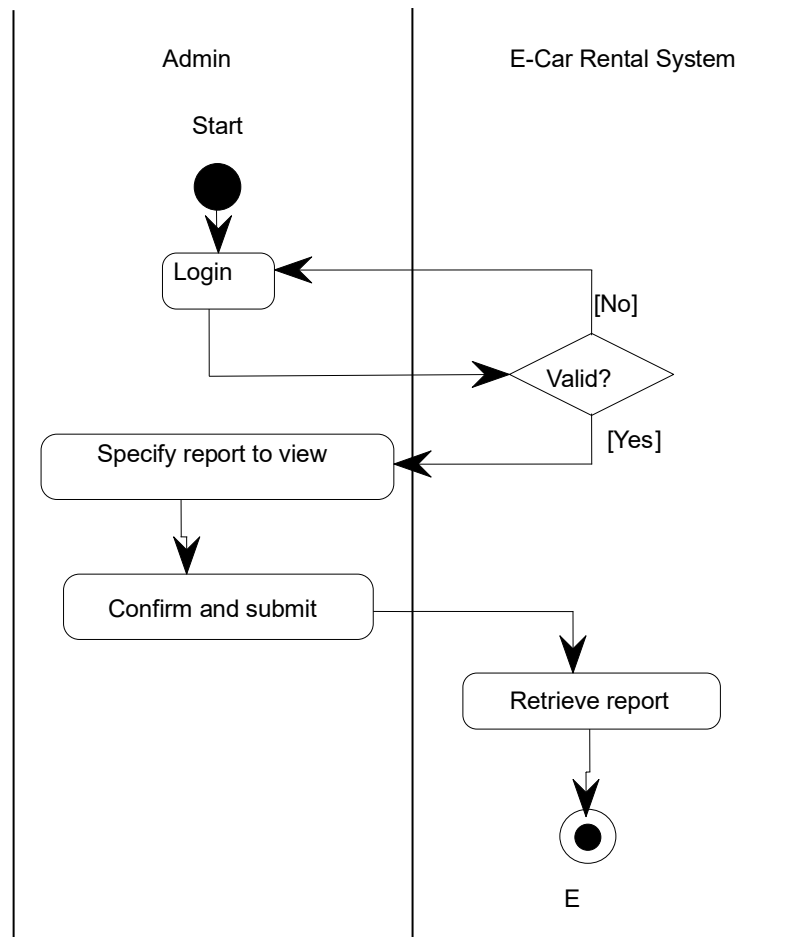 Admin
E-Car Rental System
Start
Login
[No]
Valid?
[Yes]
Specify report to view
Confirm and submit
Retrieve report
E